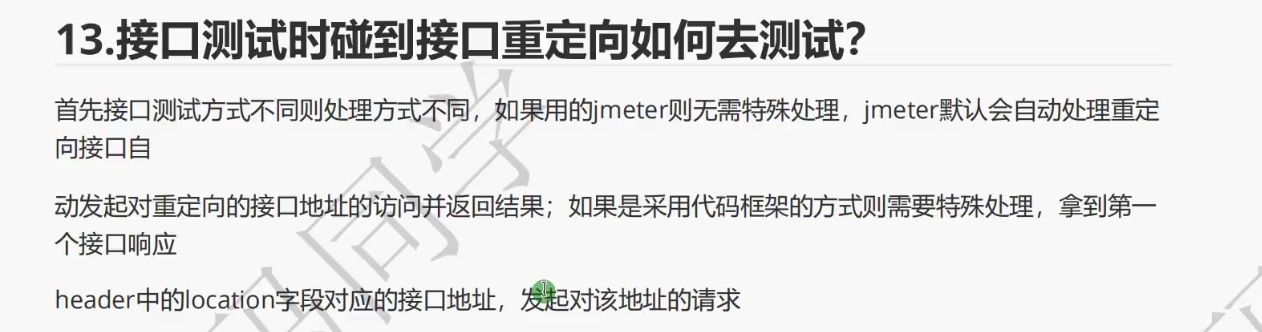 13.接口测试时碰到接口重定向如何去测试?
首先接口测试方式不同则处理方式不同，如果用的jmeter则无需特殊处理，jmeter默认会自动处理重定
向接口自
动发起对重定向的接口地址的访问并返回结果；如果是采用代码框架的方式则需要特殊处理，拿到第一
个接口响应
header中的location字段对应的接口地址，发起对该地址的请求
码同学